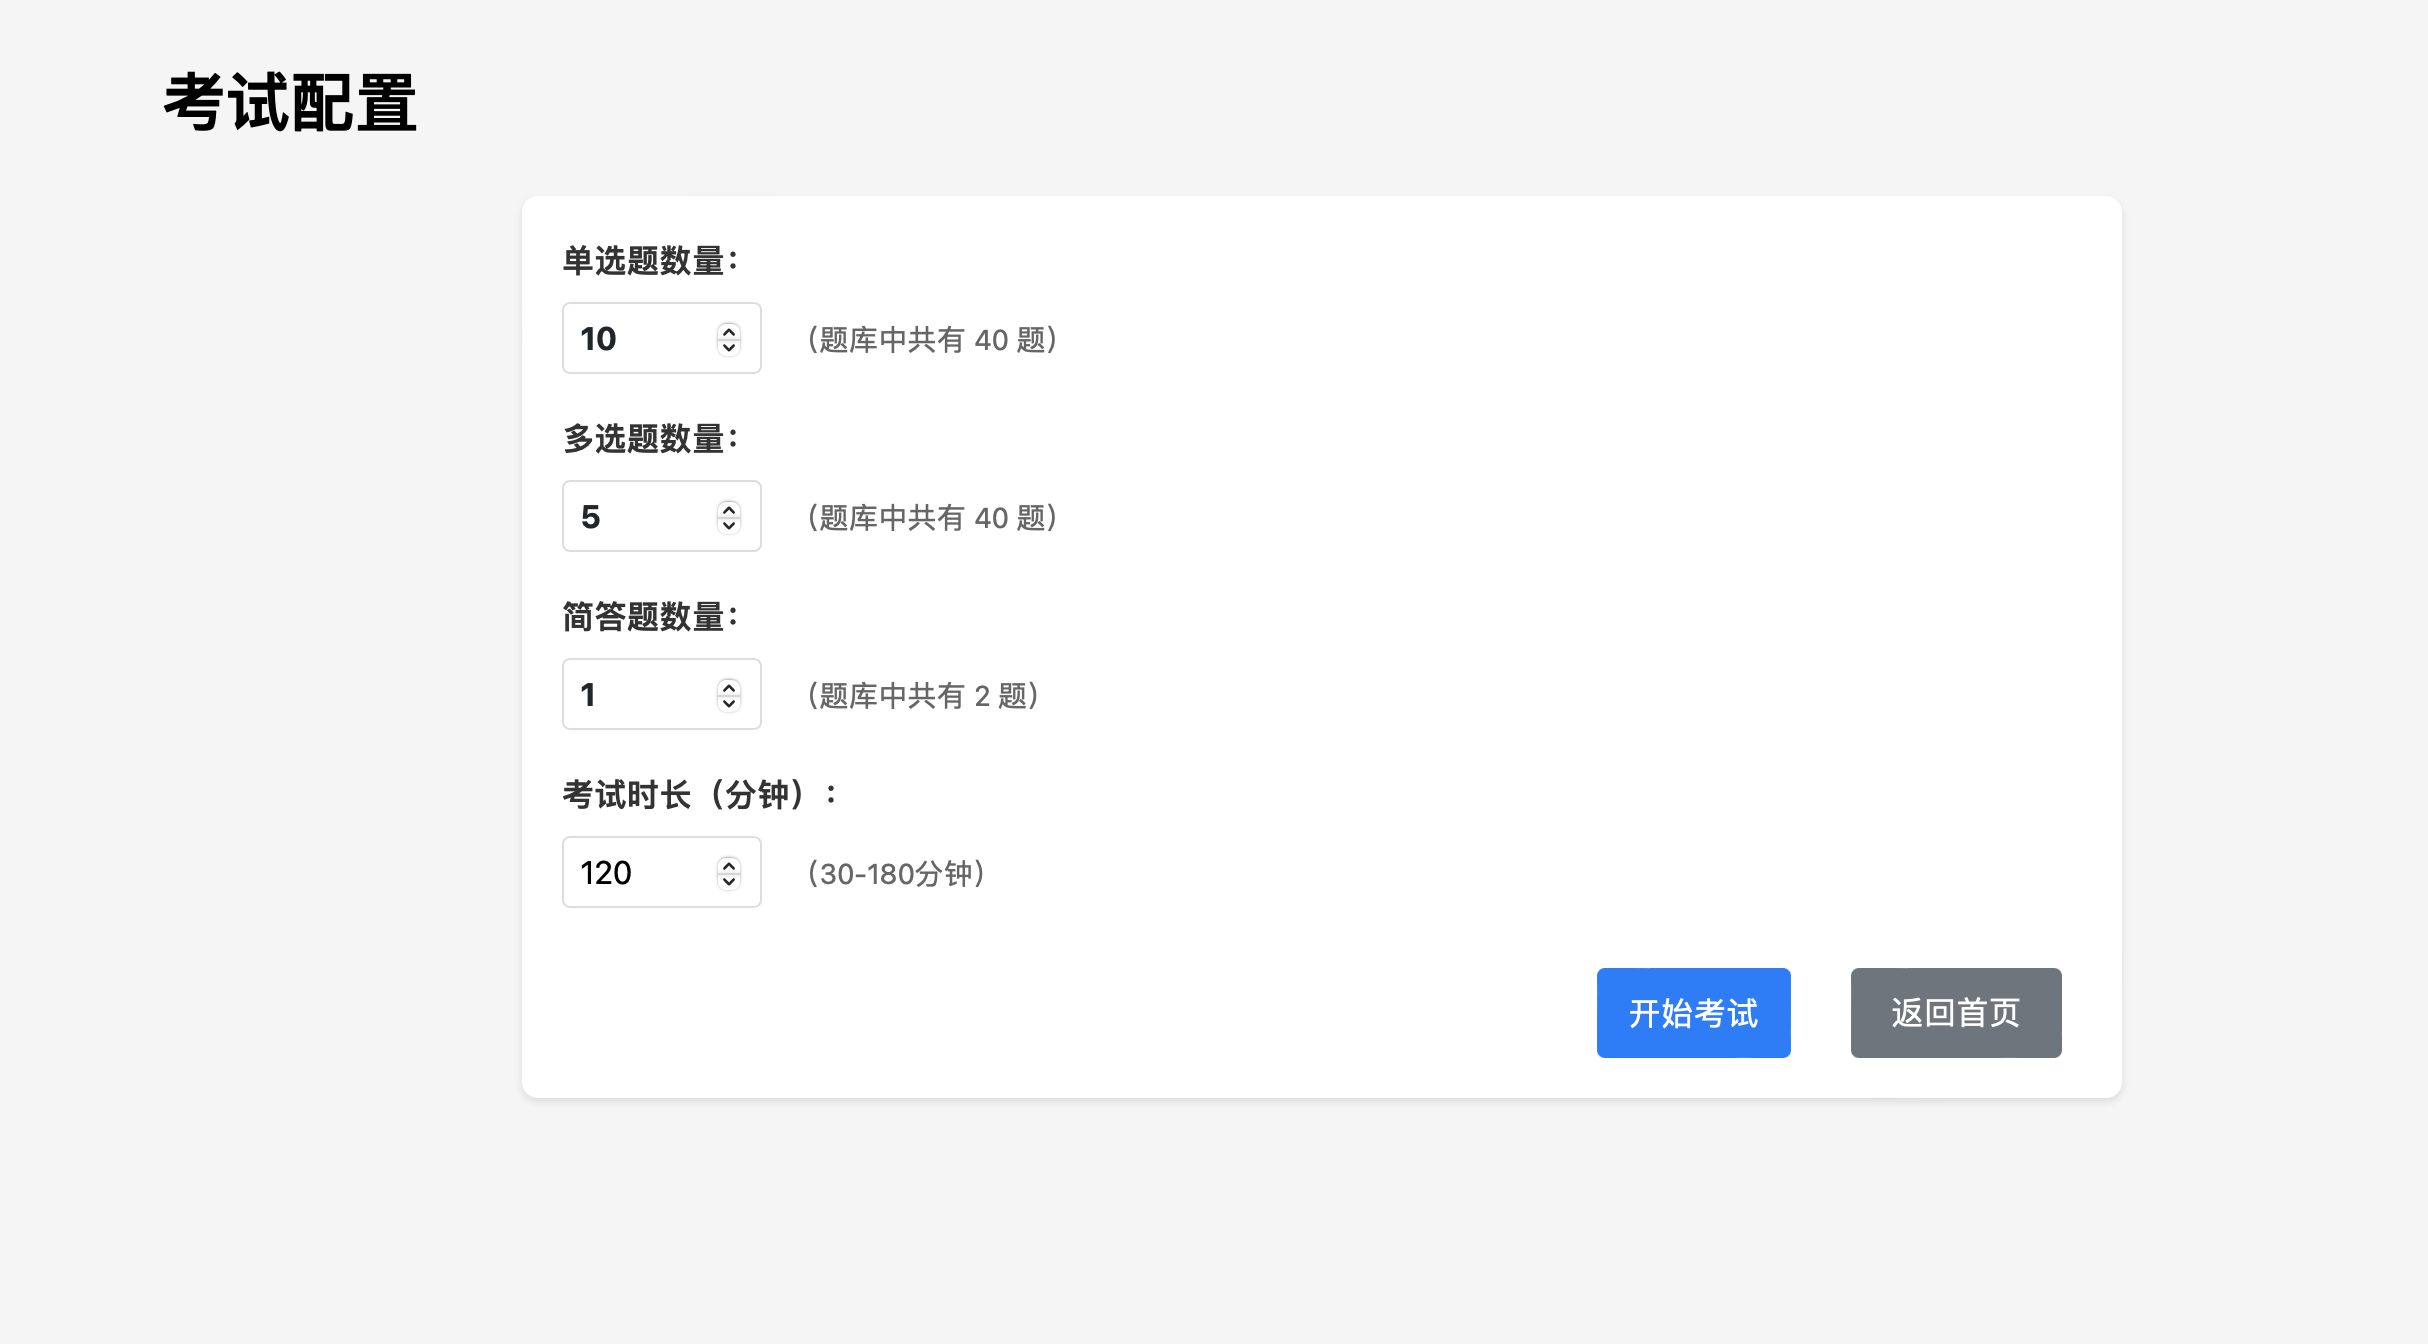 考试配置
单选题数量：
10 （题库中共有 40 题）
多选题数量：
5 （题库中共有 40 题）
简答题数量：
1 （题库中共有 2 题）
考试时长（分钟）：
120 （30-180分钟）
开始考试 返回首页